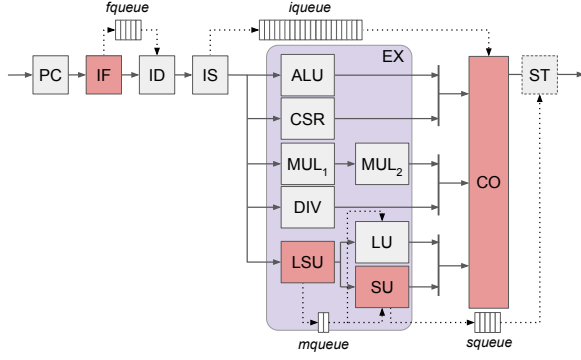 fqueue
iqueue
EX
PC
IF
ID
IS
ALU
ST
CSR
MUL1
MUL2
CO
DIV
LU
LSU
SU
mqueue
squeue